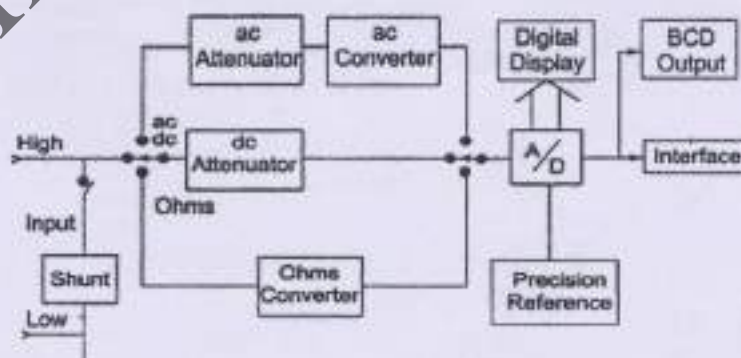 ac
Attenuator
ac
Converter
Digital
Display
BCD
Output
High
ac
dc
dc
Attenuator
A/D
Interface
Ohms
Input
Shunt
Ohms
Converter
Precision
Reference
Low